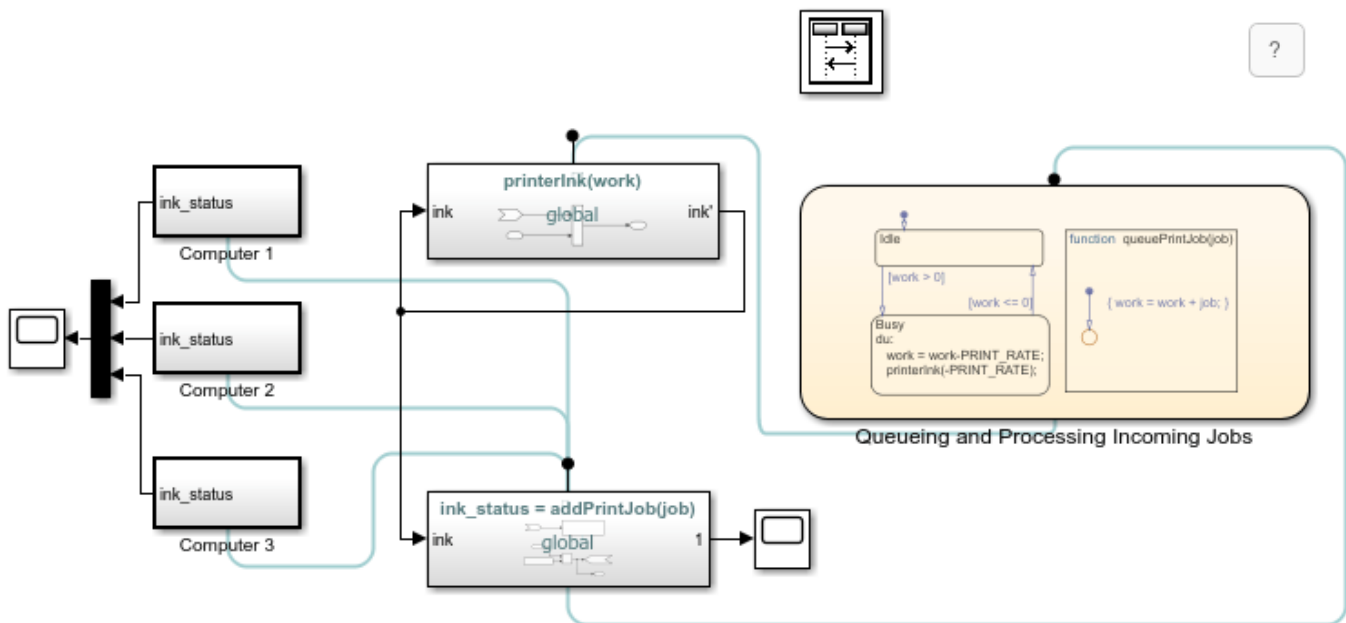 ?
ink_status
Computer 1
ink_status
Computer 2
ink_status
Computer 3
printerInk(work)
ink
global
ink'
ink_status = addPrintJob(job)
ink
global
1
Idle
[work > 0]
[work <= 0]
Busy
du:
work = work-PRINT_RATE;
printerInk(-PRINT_RATE);
function queuePrintJob(job)
{ work = work + job; }
Queueing and Processing Incoming Jobs